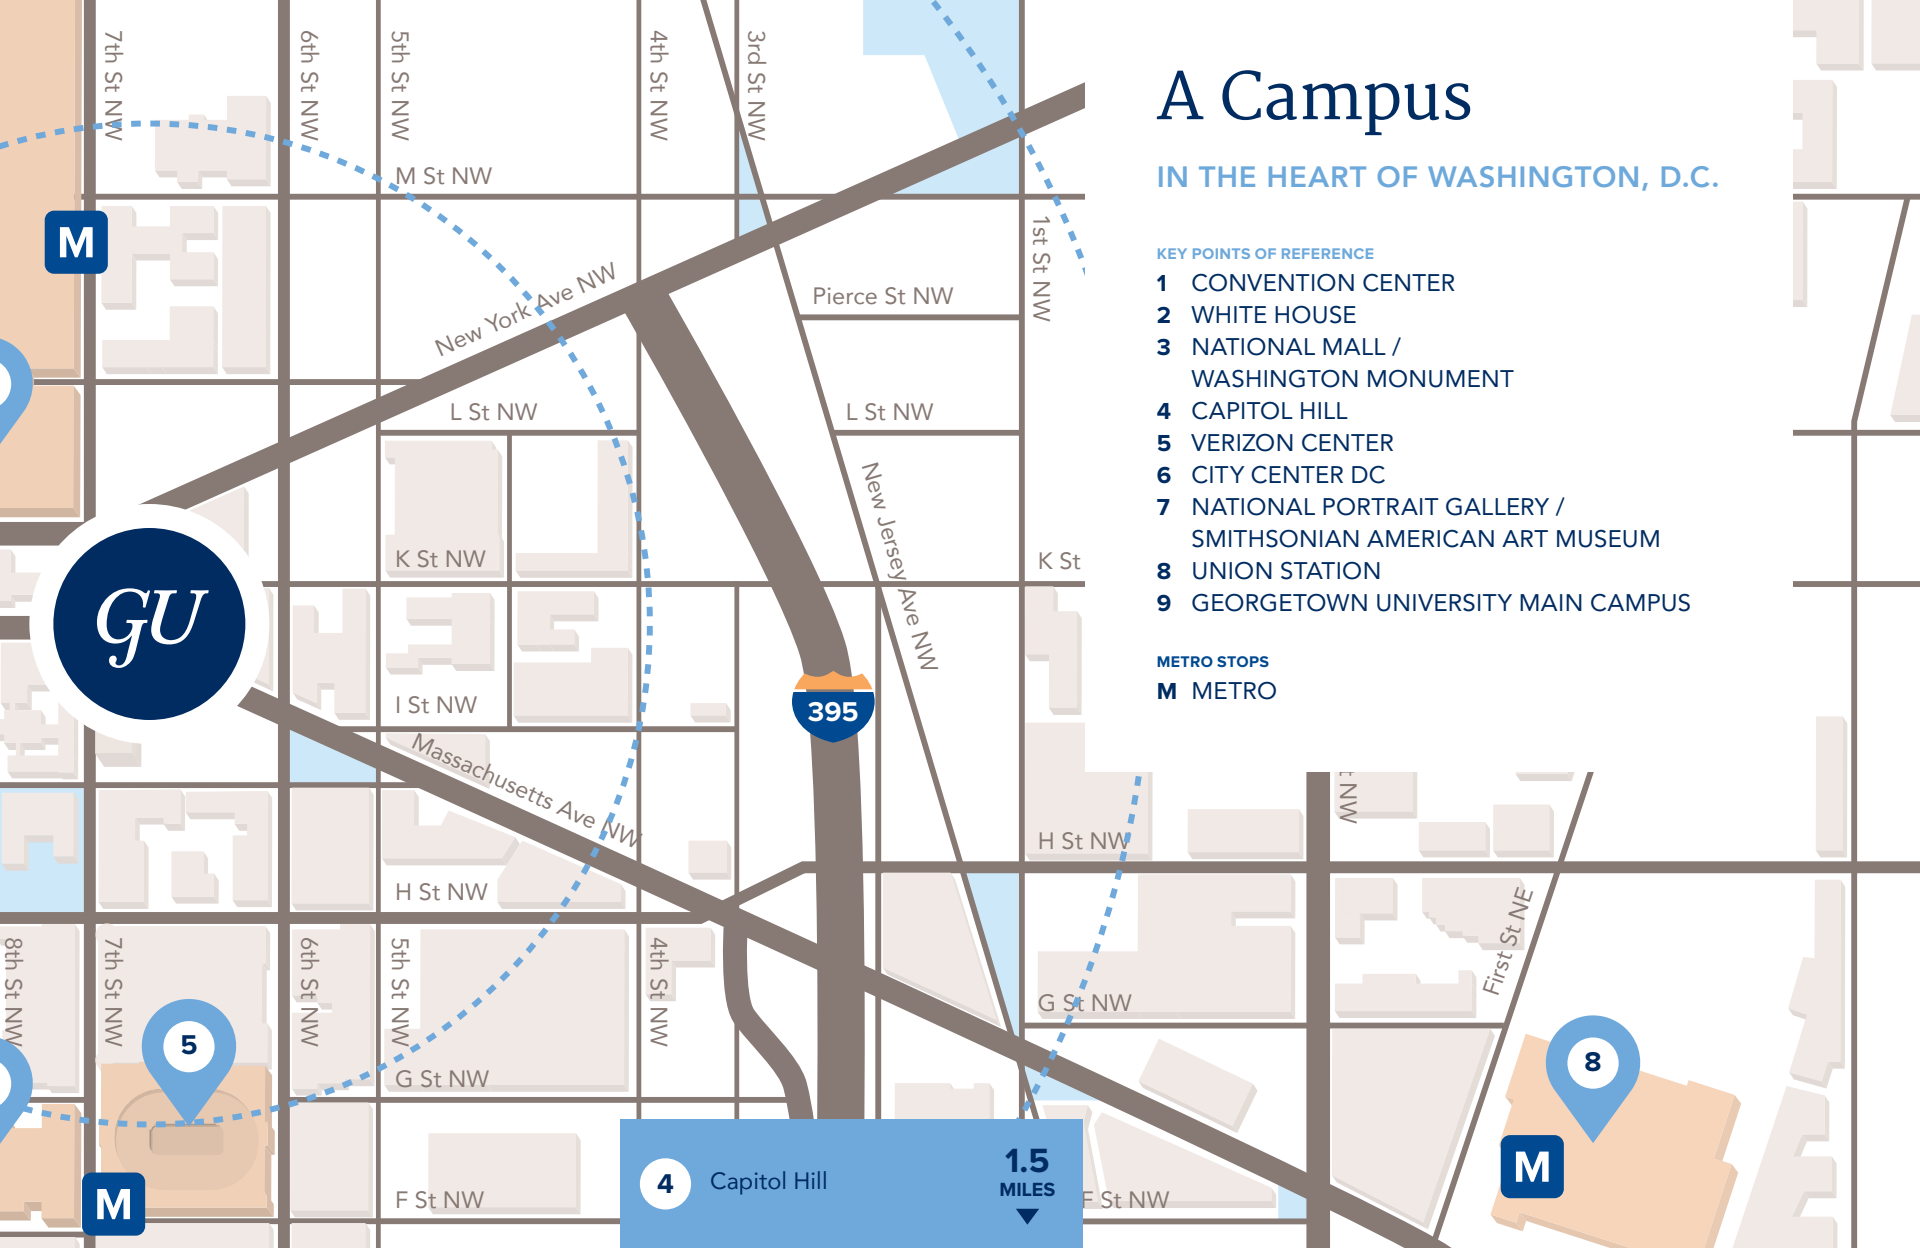 7th St NW
6th St NW
5th St NW
4th St NW
3rd St NW
M St NW
M
New York Ave NW
Pierce St NW
1st St NW
L St NW
L St NW
New Jersey Ave NW
K St NW
K St
GU
I St NW
395
Massachusetts Ave NW
H St NW
H St NW
8th St NW
7th St NW
6th St NW
5th St NW
4th St NW
G St NW
G St NW
First St NE
t NW
5
8
M
M
F St NW
F St NW
4 Capitol Hill
1.5
MILES
A Campus
IN THE HEART OF WASHINGTON, D.C.
KEY POINTS OF REFERENCE
1 CONVENTION CENTER
2 WHITE HOUSE
3 NATIONAL MALL /
WASHINGTON MONUMENT
4 CAPITOL HILL
5 VERIZON CENTER
6 CITY CENTER DC
7 NATIONAL PORTRAIT GALLERY /
SMITHSONIAN AMERICAN ART MUSEUM
8 UNION STATION
9 GEORGETOWN UNIVERSITY MAIN CAMPUS
METRO STOPS
M METRO